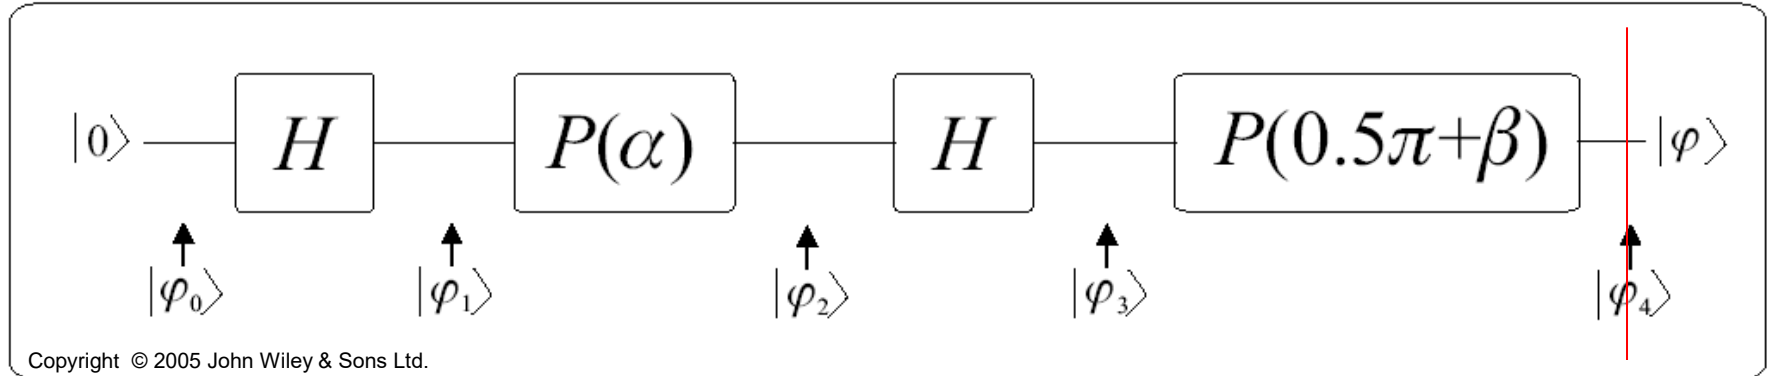 |0⟩ H P(α) H P(0.5π+β) |φ⟩
|φ₀⟩ |φ₁⟩ |φ₂⟩ |φ₃⟩ |φ₄⟩
Copyright © 2005 John Wiley & Sons Ltd.